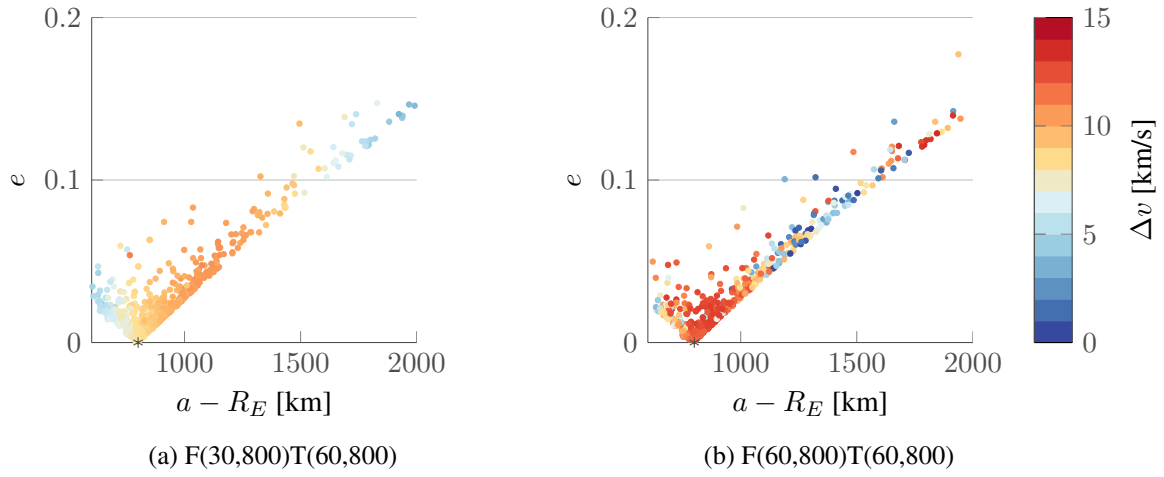 0.2
0.1
0
e
1000 1500 2000
a − R_E [km]
(a) F(30,800)T(60,800)
0.2
0.1
0
e
1000 1500 2000
a − R_E [km]
(b) F(60,800)T(60,800)
15
10
5
0
Δv [km/s]